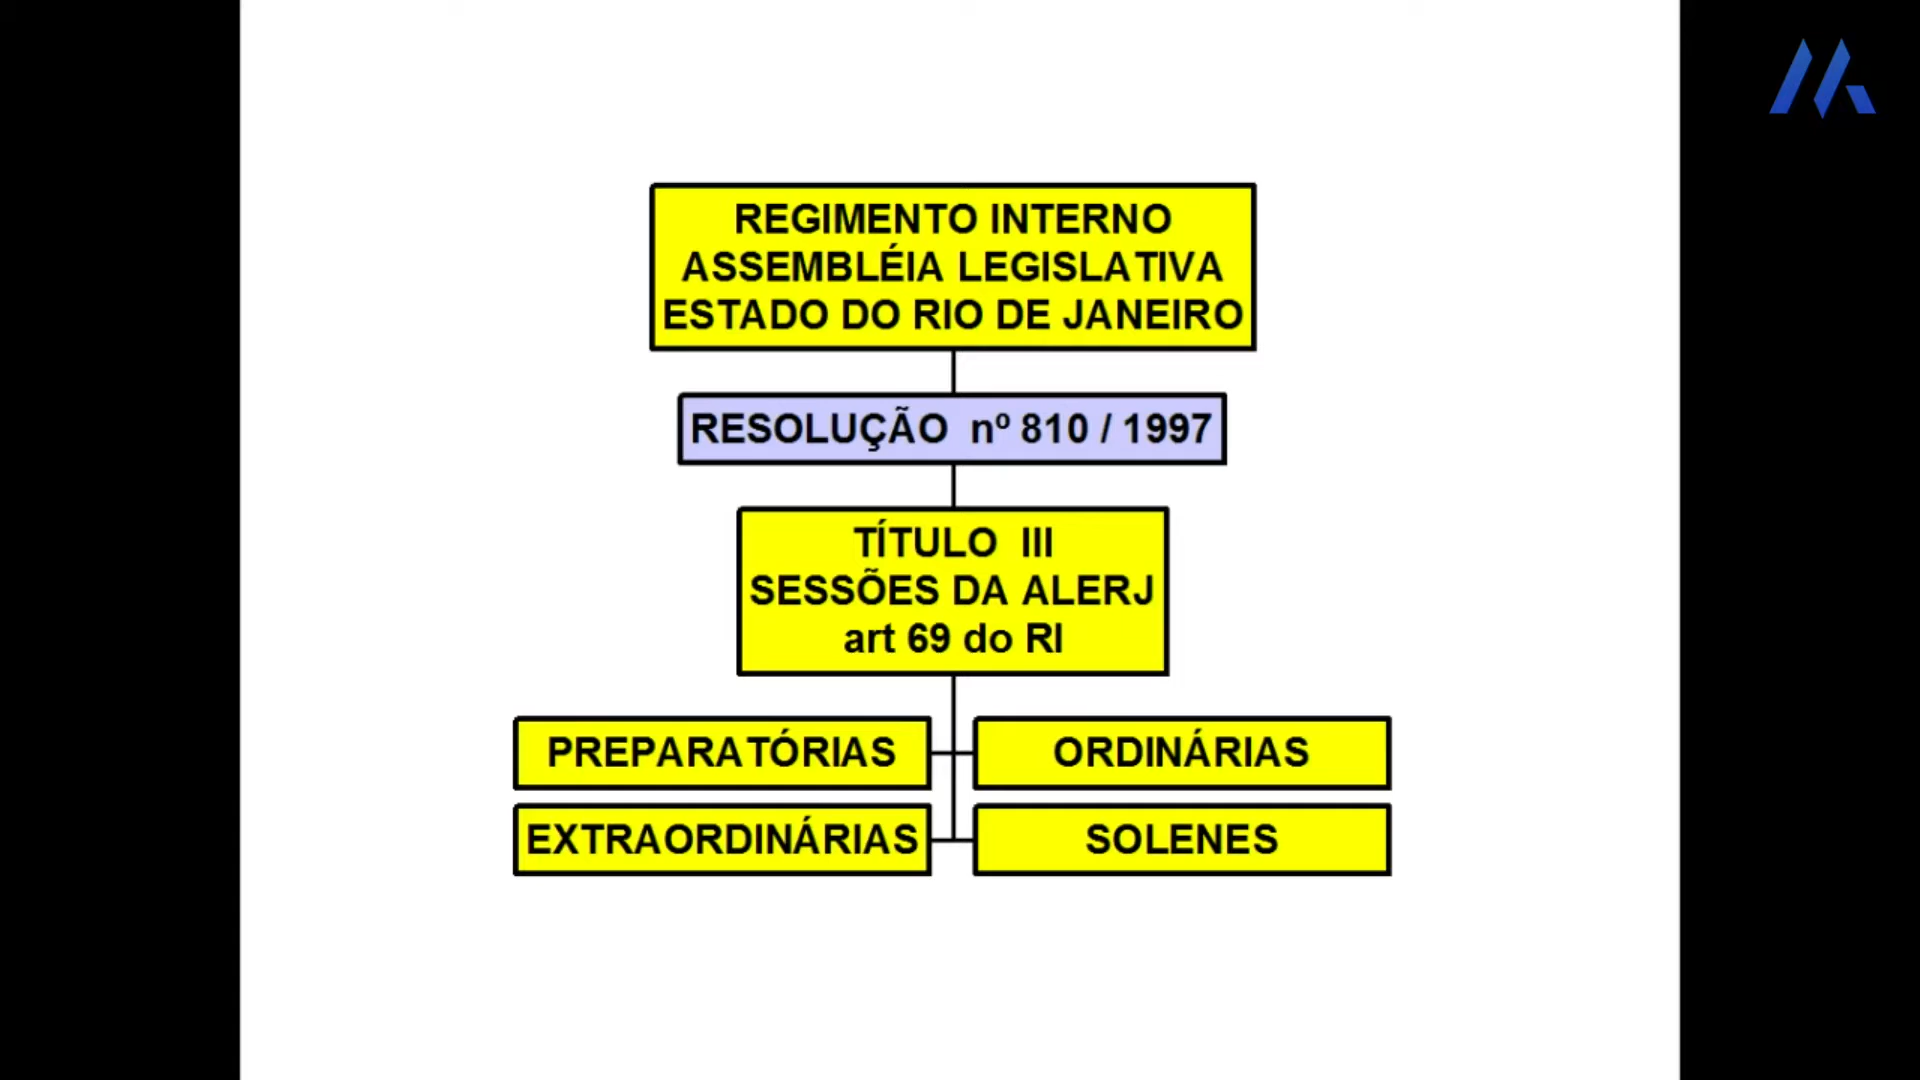 REGIMENTO INTERNO
ASSEMBLÉIA LEGISLATIVA
ESTADO DO RIO DE JANEIRO
RESOLUÇÃO nº 810 / 1997
TÍTULO III
SESSÕES DA ALERJ
art 69 do RI
PREPARATÓRIAS
ORDINÁRIAS
EXTRAORDINÁRIAS
SOLENES